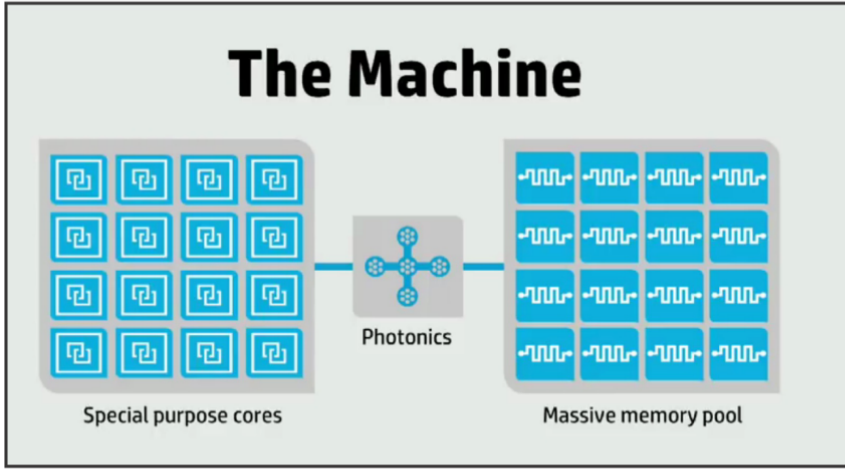 The Machine
Photonics
Special purpose cores
Massive memory pool